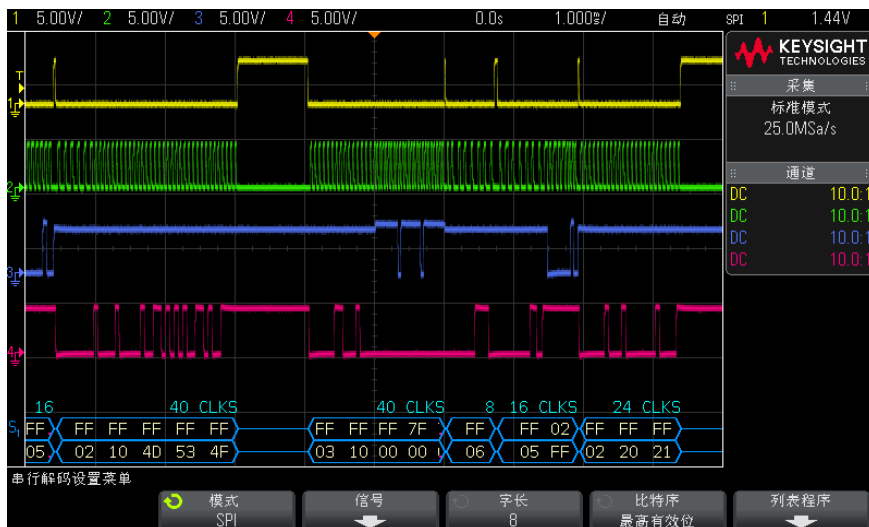 1 5.00V/ 2 5.00V/ 3 5.00V/ 4 5.00V/ 0.0s 1.000ms/ 自动 SPI 1 1.44V
KEYSIGHT
TECHNOLOGIES
采集
标准模式
25.0MSa/s
通道
DC 10.0:1
DC 10.0:1
DC 10.0:1
DC 10.0:1
T
1
2
3
4
16 40 CLKS 40 CLKS 8 16 CLKS 24 CLKS
S1 FF FF FF FF FF FF FF FF FF 7F FF FF 02 FF FF FF
05 02 10 4D 53 4F 03 10 00 00 06 05 FF 02 20 21
串行解码设置菜单
模式 信号 字长 比特序 列表程序
SPI 8 最高有效位